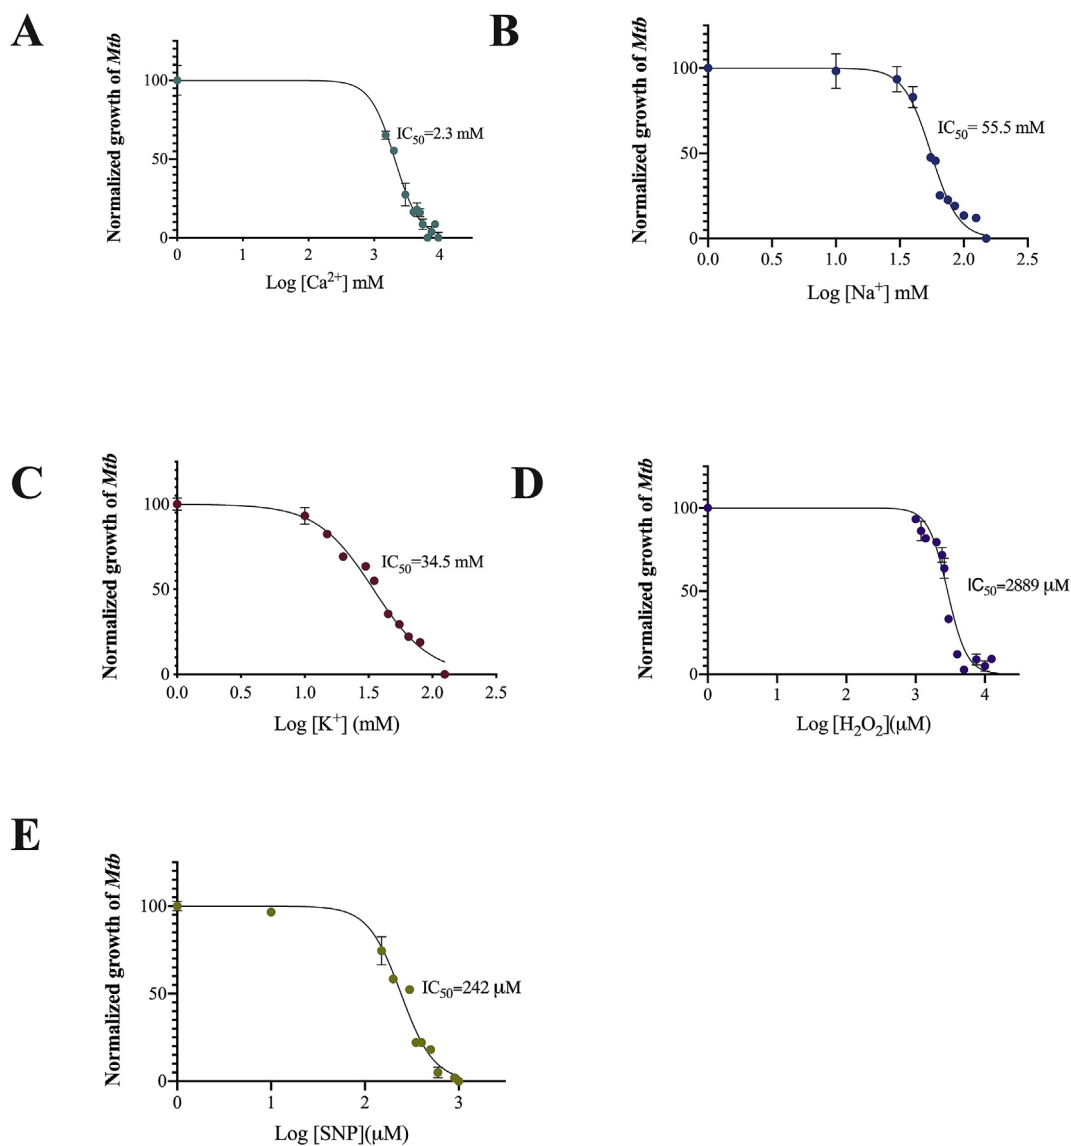 A
Normalized growth of Mtb
100
50
0
IC50=2.3 mM
0 1 2 3 4
Log [Ca2+] mM
B
Normalized growth of Mtb
100
50
0
IC50= 55.5 mM
0.0 0.5 1.0 1.5 2.0 2.5
Log [Na+] mM
C
Normalized growth of Mtb
100
50
0
IC50=34.5 mM
0.0 0.5 1.0 1.5 2.0 2.5
Log [K+] (mM)
D
Normalized growth of Mtb
100
50
0
IC50=2889 μM
0 1 2 3 4
Log [H2O2](μM)
E
Normalized growth of Mtb
100
50
0
IC50=242 μM
0 1 2 3
Log [SNP](μM)